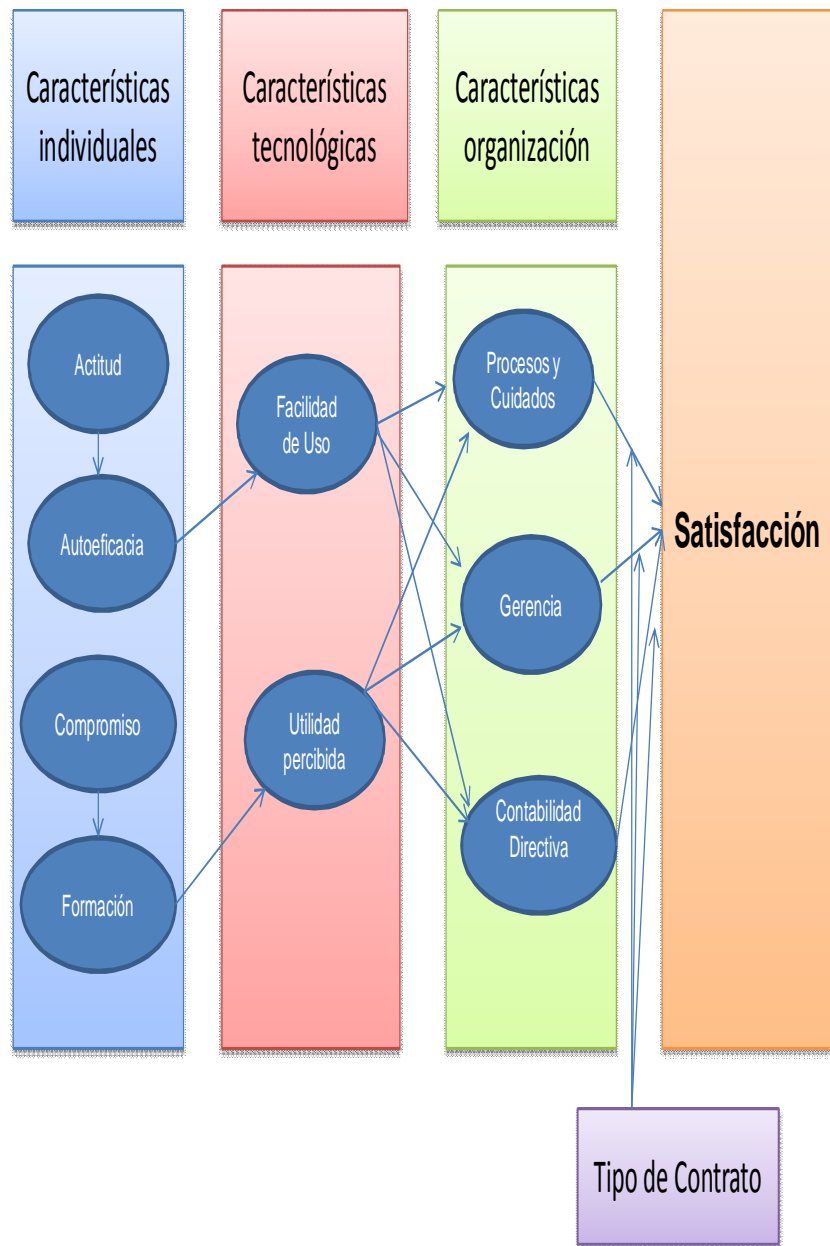 Características
individuales
Características
tecnológicas
Características
organización
Actitud
Autoeficacia
Compromiso
Formación
Facilidad
de Uso
Utilidad
percibida
Procesos y
Cuidados
Gerencia
Contabilidad
Directiva
Satisfacción
Tipo de Contrato